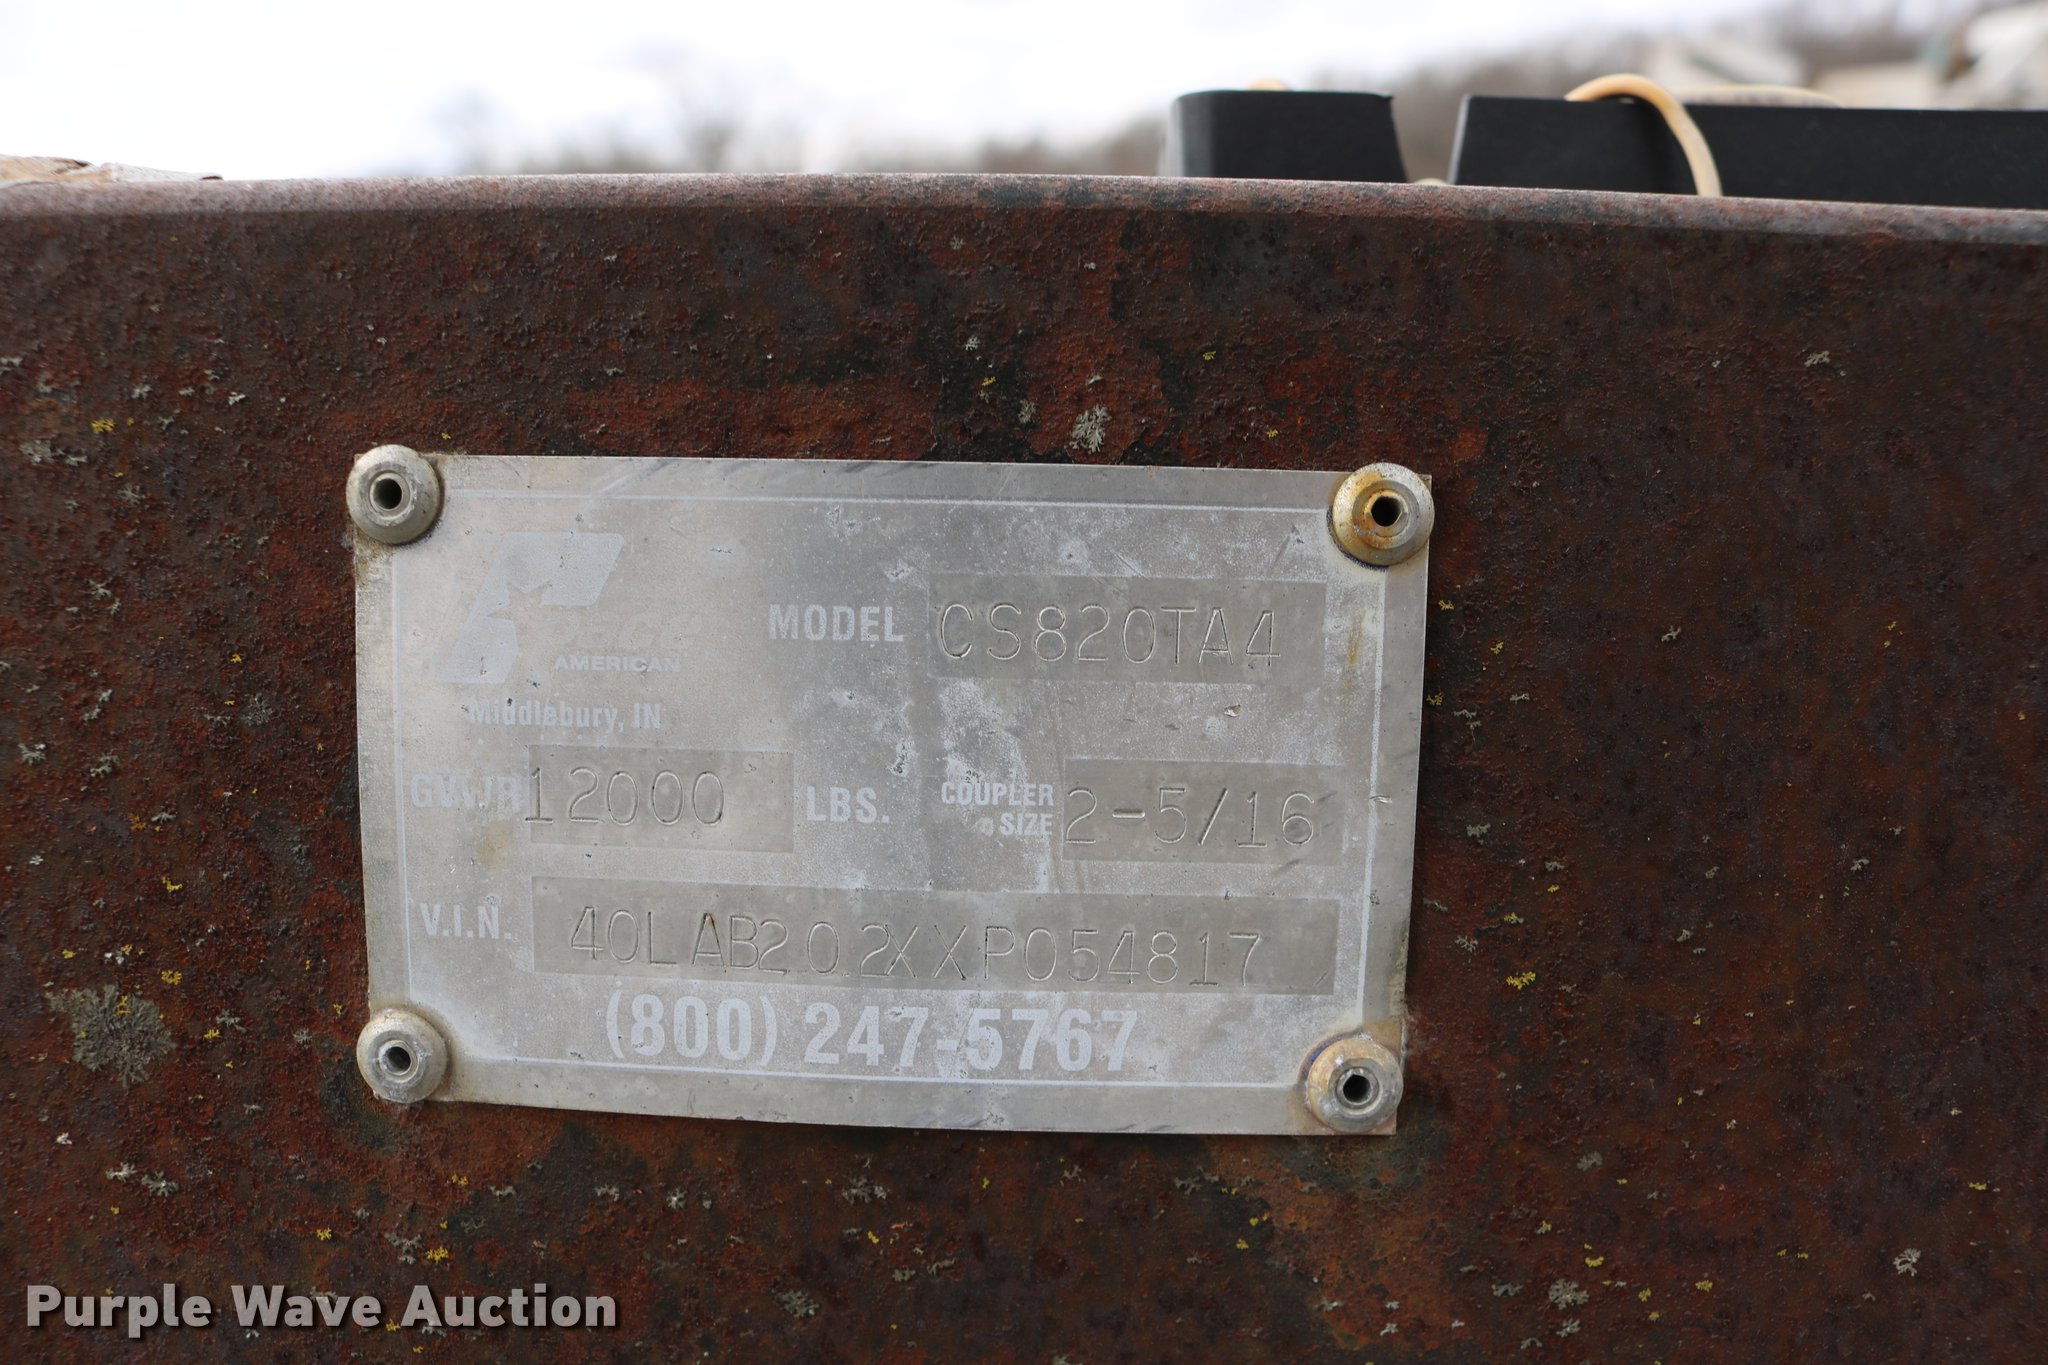 Pace MODEL CS820TA4
AMERICAN
Middlebury, IN
GVWR 12000 LBS. COUPLER SIZE 2-5/16
V.I.N. 40LAB202XXP054817
(800) 247-5767
Purple Wave Auction